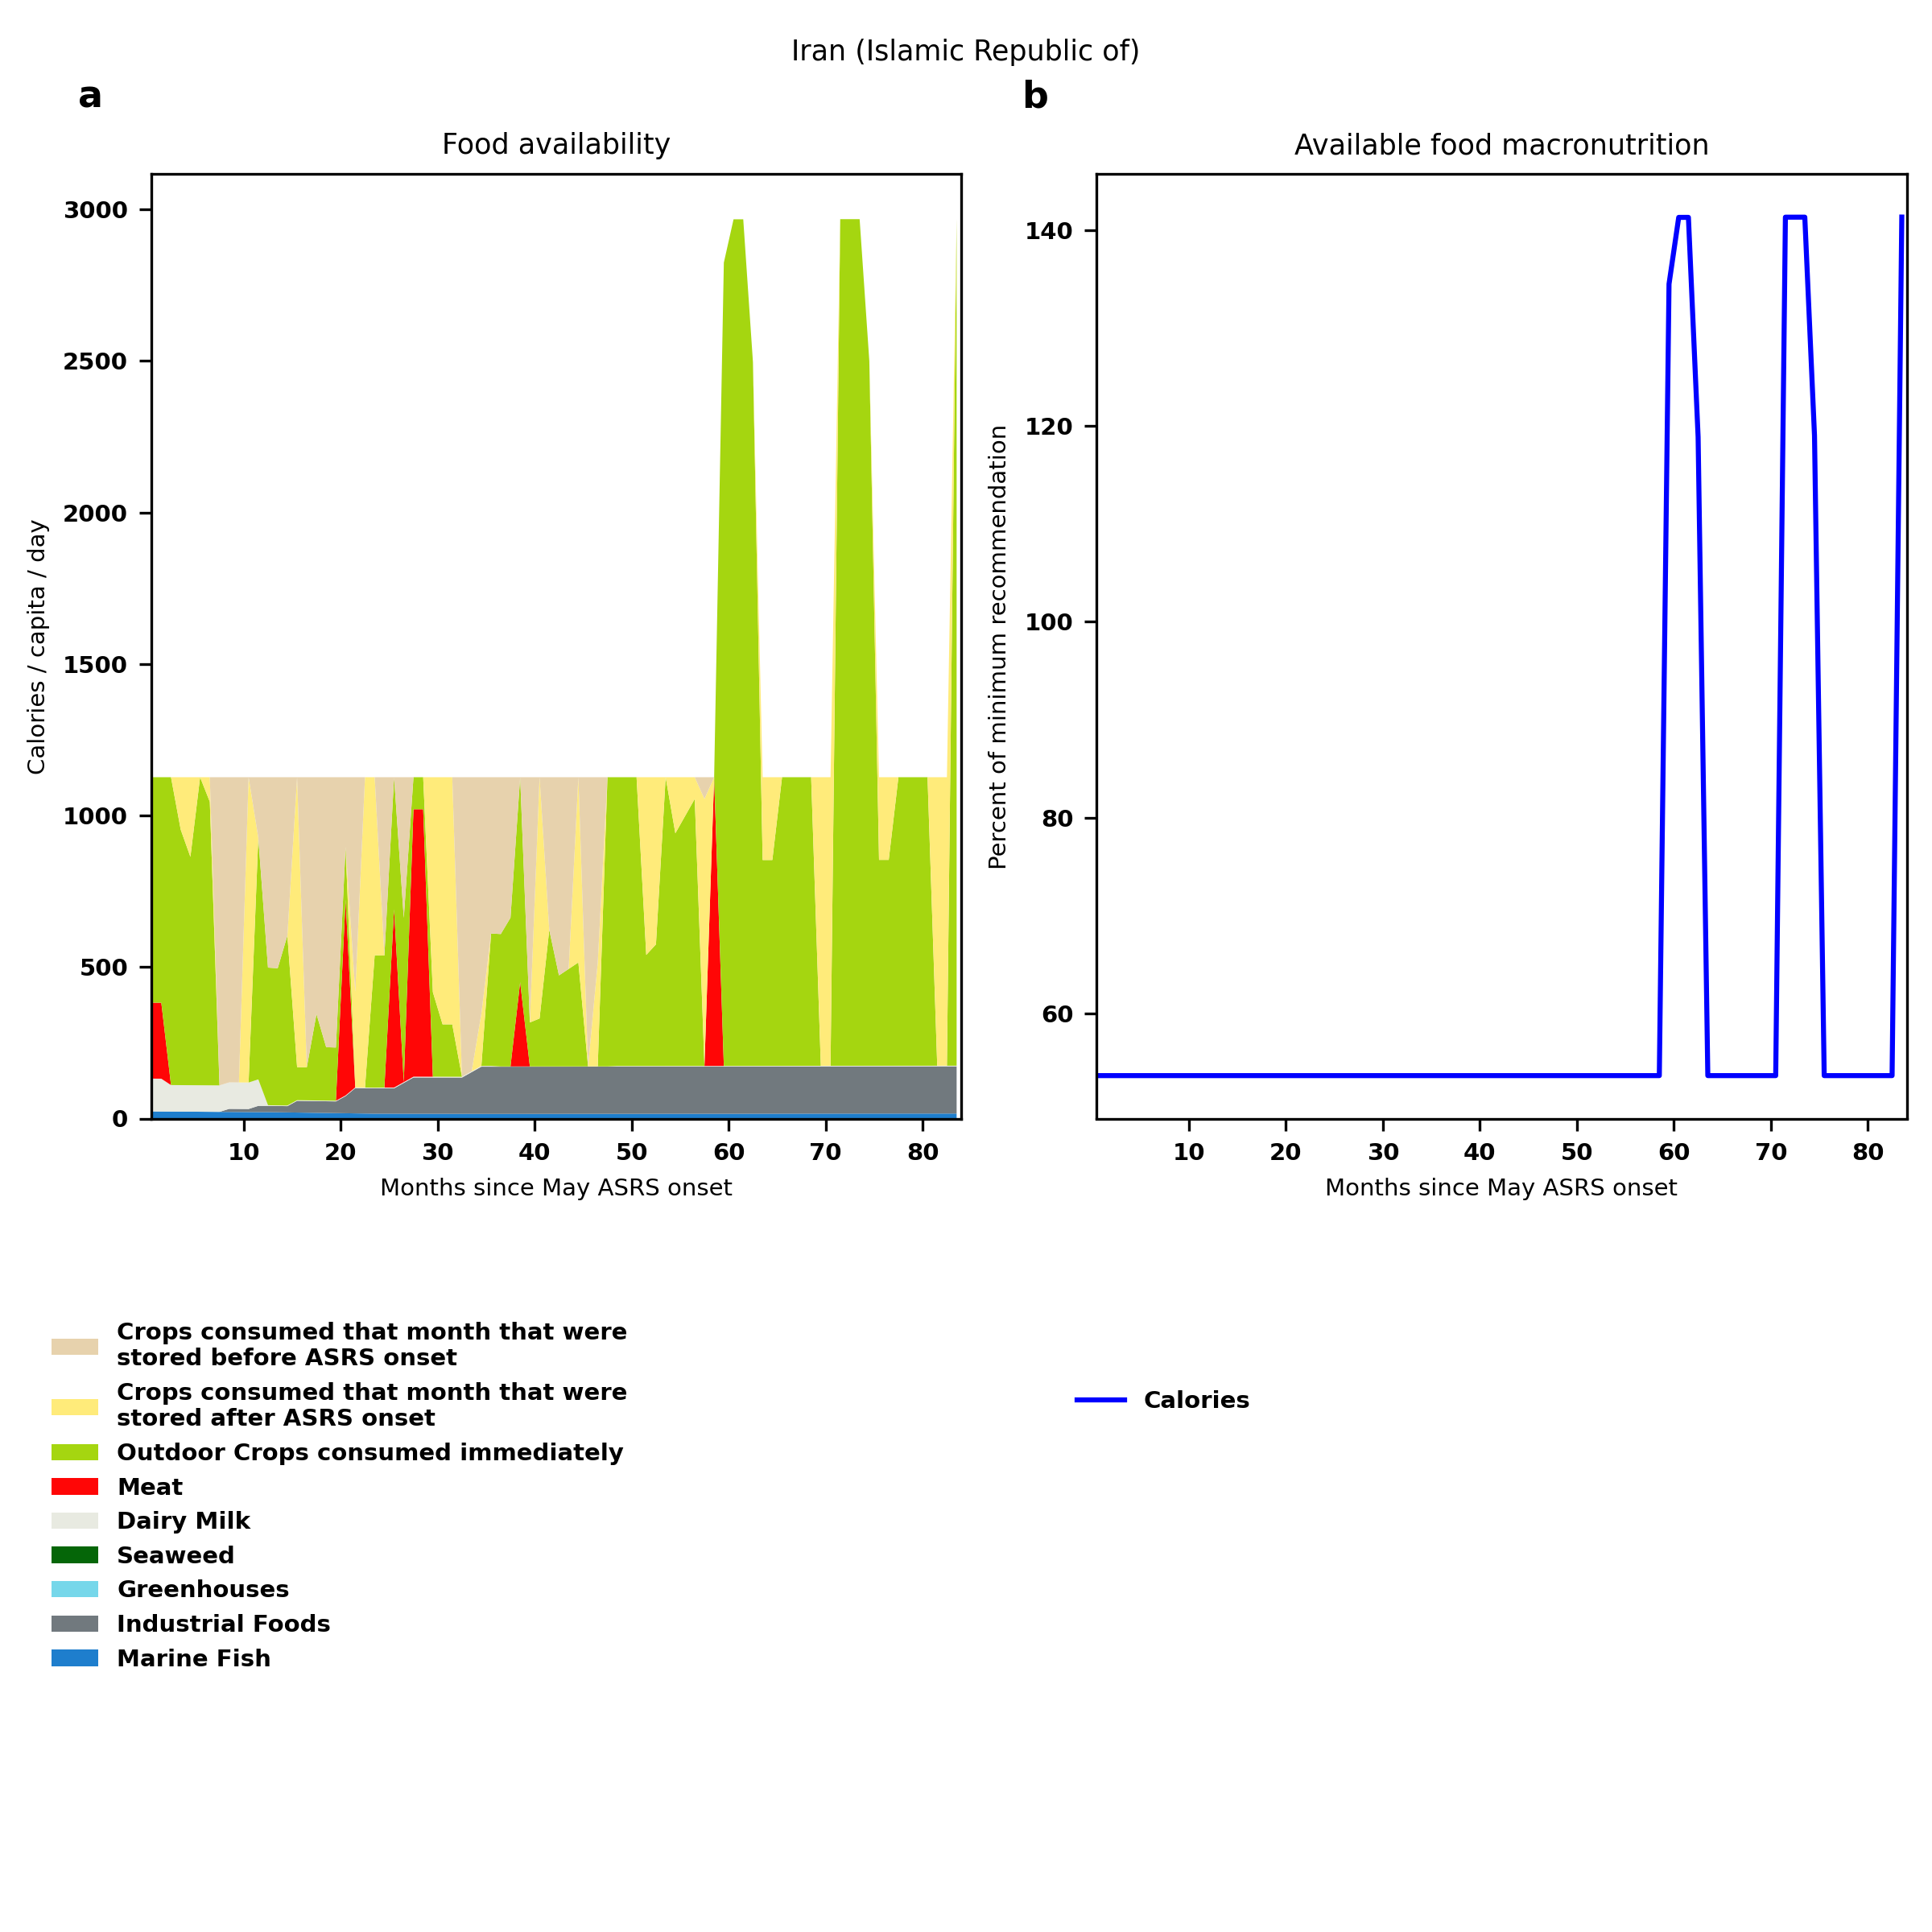 Iran (Islamic Republic of)
a
Food availability
3000
2500
2000
1500
1000
500
0
Calories / capita / day
10 20 30 40 50 60 70 80
Months since May ASRS onset
b
Available food macronutrition
140
120
100
80
60
Percent of minimum recommendation
10 20 30 40 50 60 70 80
Months since May ASRS onset
Crops consumed that month that were
stored before ASRS onset
Crops consumed that month that were
stored after ASRS onset
Outdoor Crops consumed immediately
Meat
Dairy Milk
Seaweed
Greenhouses
Industrial Foods
Marine Fish
Calories